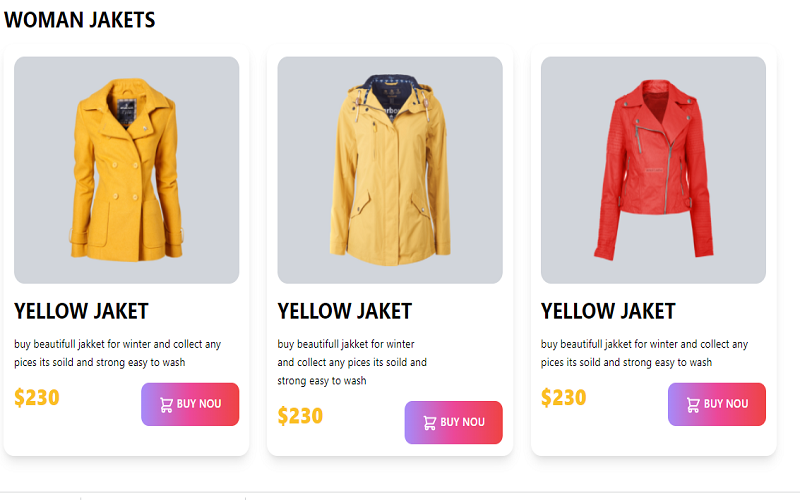 WOMAN JAKETS
YELLOW JAKET
buy beautifull jakket for winter and collect any
pices its soild and strong easy to wash
$230
BUY NOU
YELLOW JAKET
buy beautifull jakket for winter
and collect any pices its soild and
strong easy to wash
$230
BUY NOU
YELLOW JAKET
buy beautifull jakket for winter and collect any
pices its soild and strong easy to wash
$230
BUY NOU